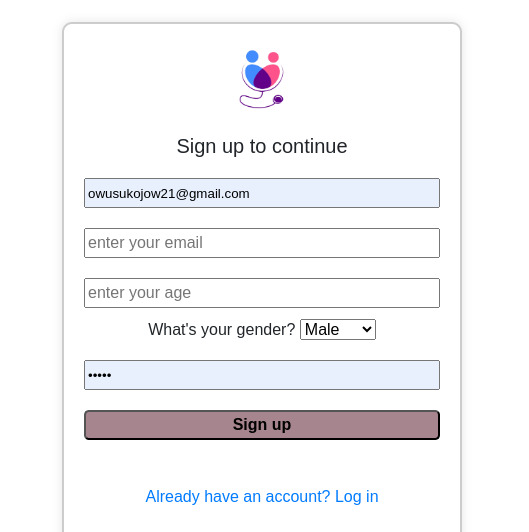 Sign up to continue
owusukojow21@gmail.com
enter your email
enter your age
What's your gender? Male
•••••
Sign up
Already have an account? Log in